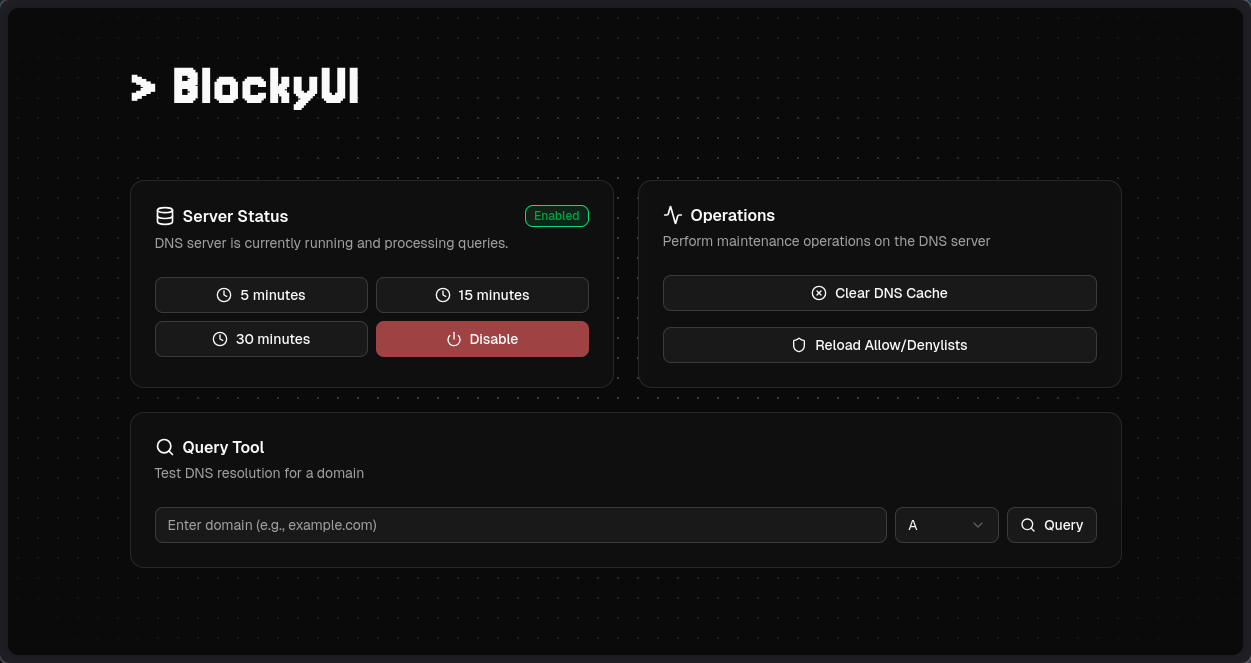 > BlockyUI
Server Status
Enabled
DNS server is currently running and processing queries.
5 minutes
15 minutes
30 minutes
Disable
Operations
Perform maintenance operations on the DNS server
Clear DNS Cache
Reload Allow/Denylists
Query Tool
Test DNS resolution for a domain
Enter domain (e.g., example.com)
A
Query